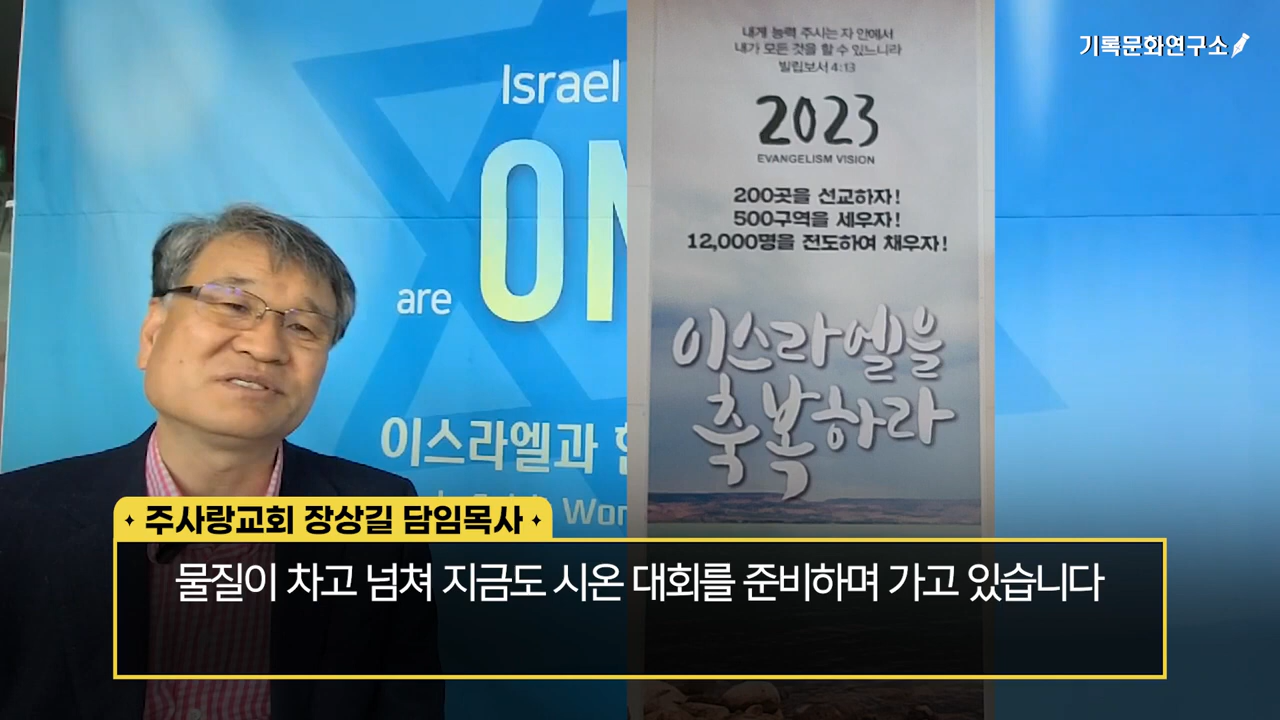 기록문화연구소
Israel
are ON
이스라엘과
Wor
내게 능력 주시는 자 안에서
내가 모든 것을 할 수 있느니라
빌립보서 4:13
2023
EVANGELISM VISION
200곳을 선교하자!
500구역을 세우자!
12,000명을 전도하여 채우자!
이스라엘을
축복하라
주사랑교회 장상길 담임목사
물질이 차고 넘쳐 지금도 시온 대회를 준비하며 가고 있습니다